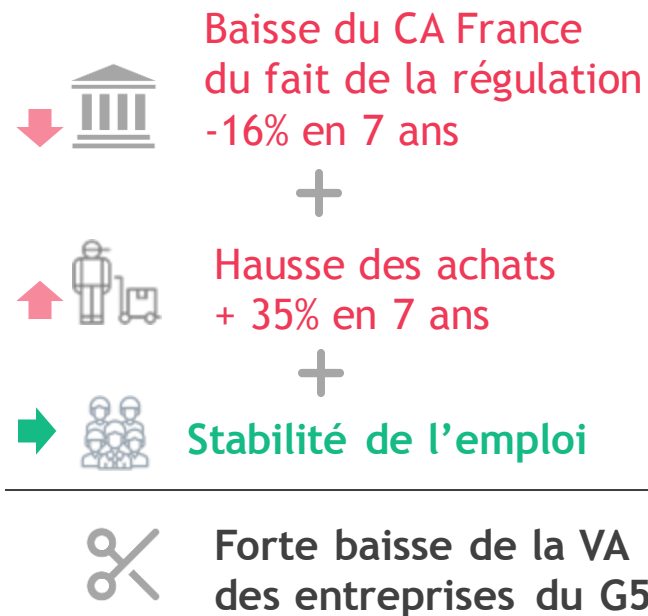 Baisse du CA France
du fait de la régulation
-16% en 7 ans
+
Hausse des achats
+ 35% en 7 ans
+
Stabilité de l’emploi
Forte baisse de la VA
des entreprises du G5